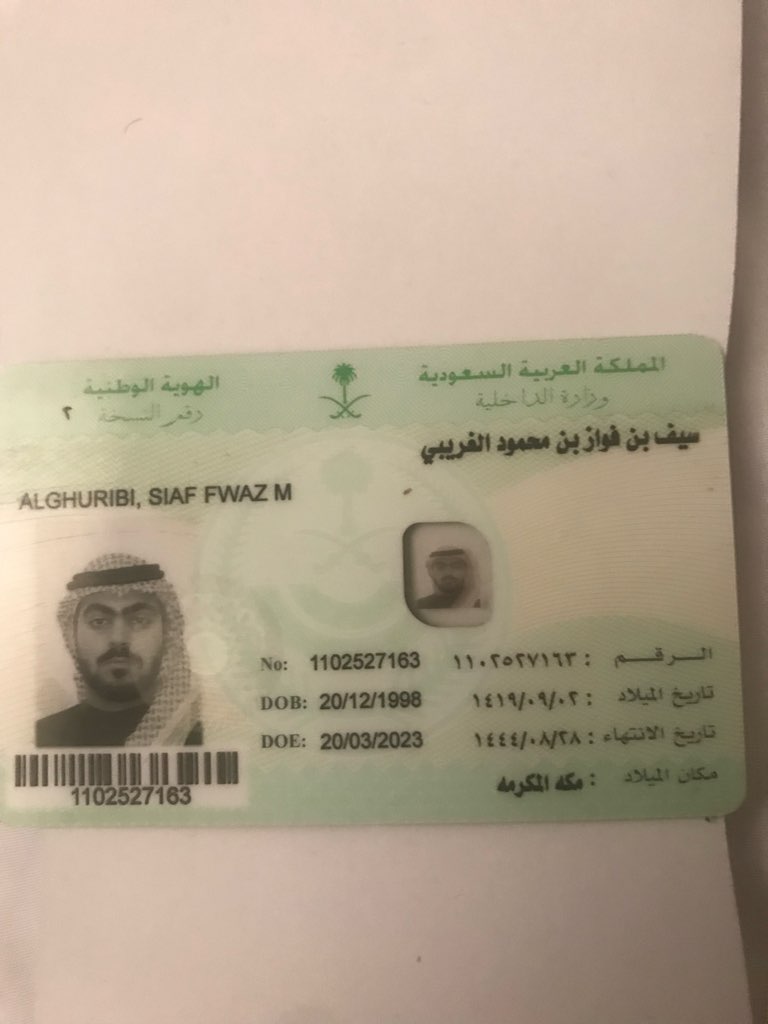 المملكة العربية السعودية
وزارة الداخلية
الهوية الوطنية
رقم النسخة ٢
سيف بن فواز بن محمود الغريبي
ALGHURIBI, SIAF FWAZ M
الـرقـم : ١١٠٢٥٢٧١٦٣ No: 1102527163
تاريخ الميلاد : ١٤١٩/٠٩/٠٢ DOB: 20/12/1998
تاريخ الانتهاء : ١٤٤٤/٠٨/٢٨ DOE: 20/03/2023
مكان الميلاد : مكه المكرمه
1102527163